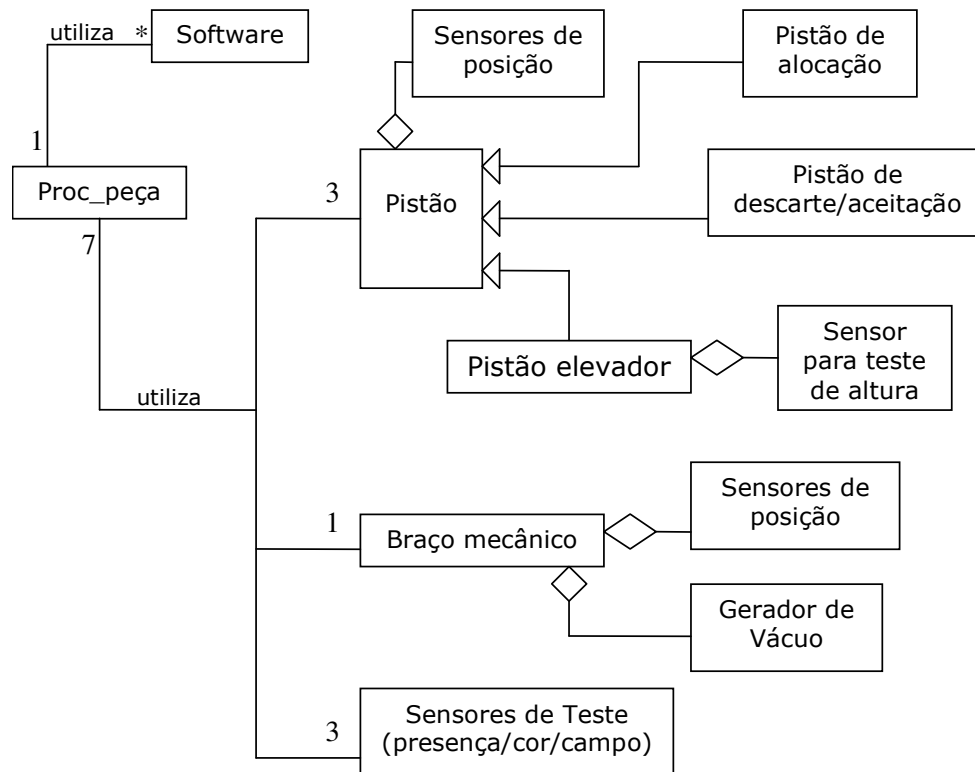 utiliza
*
Software
Sensores de
posição
Pistão de
alocação
1
Proc_peça
7
3
Pistão
Pistão de
descarte/aceitação
Pistão elevador
Sensor
para teste
de altura
utiliza
1
Braço mecânico
Sensores de
posição
Gerador de
Vácuo
3
Sensores de Teste
(presença/cor/campo)